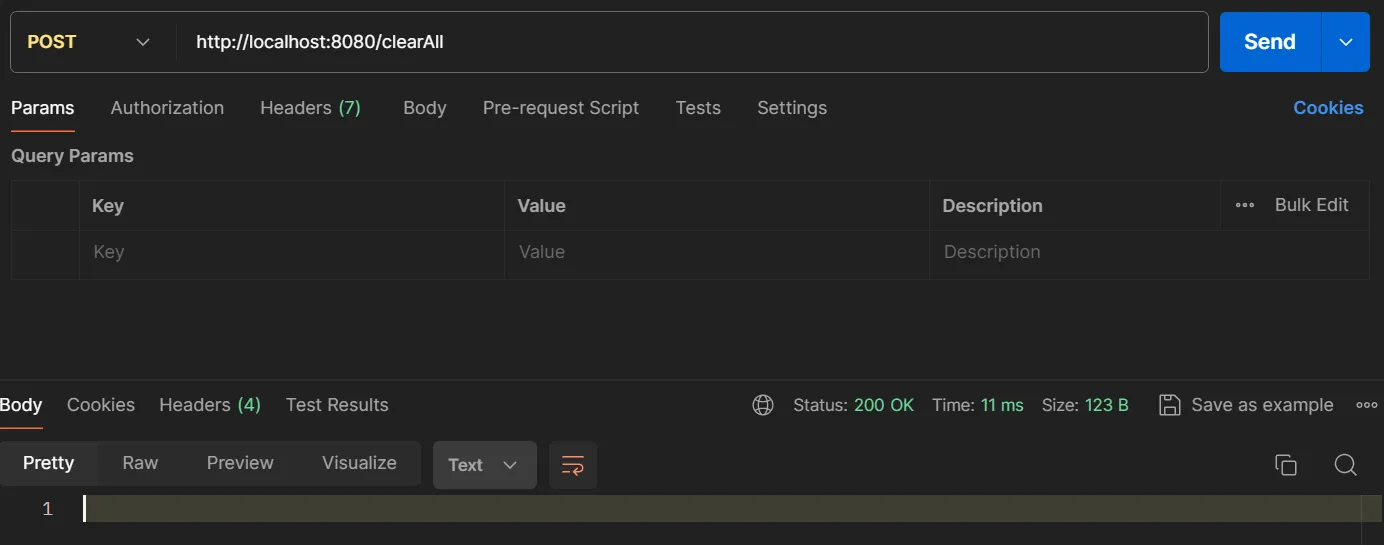 POST http://localhost:8080/clearAll Send
Params Authorization Headers (7) Body Pre-request Script Tests Settings Cookies
Query Params
Key Value Description Bulk Edit
Key Value Description
Body Cookies Headers (4) Test Results Status: 200 OK Time: 11 ms Size: 123 B Save as example
Pretty Raw Preview Visualize Text
1